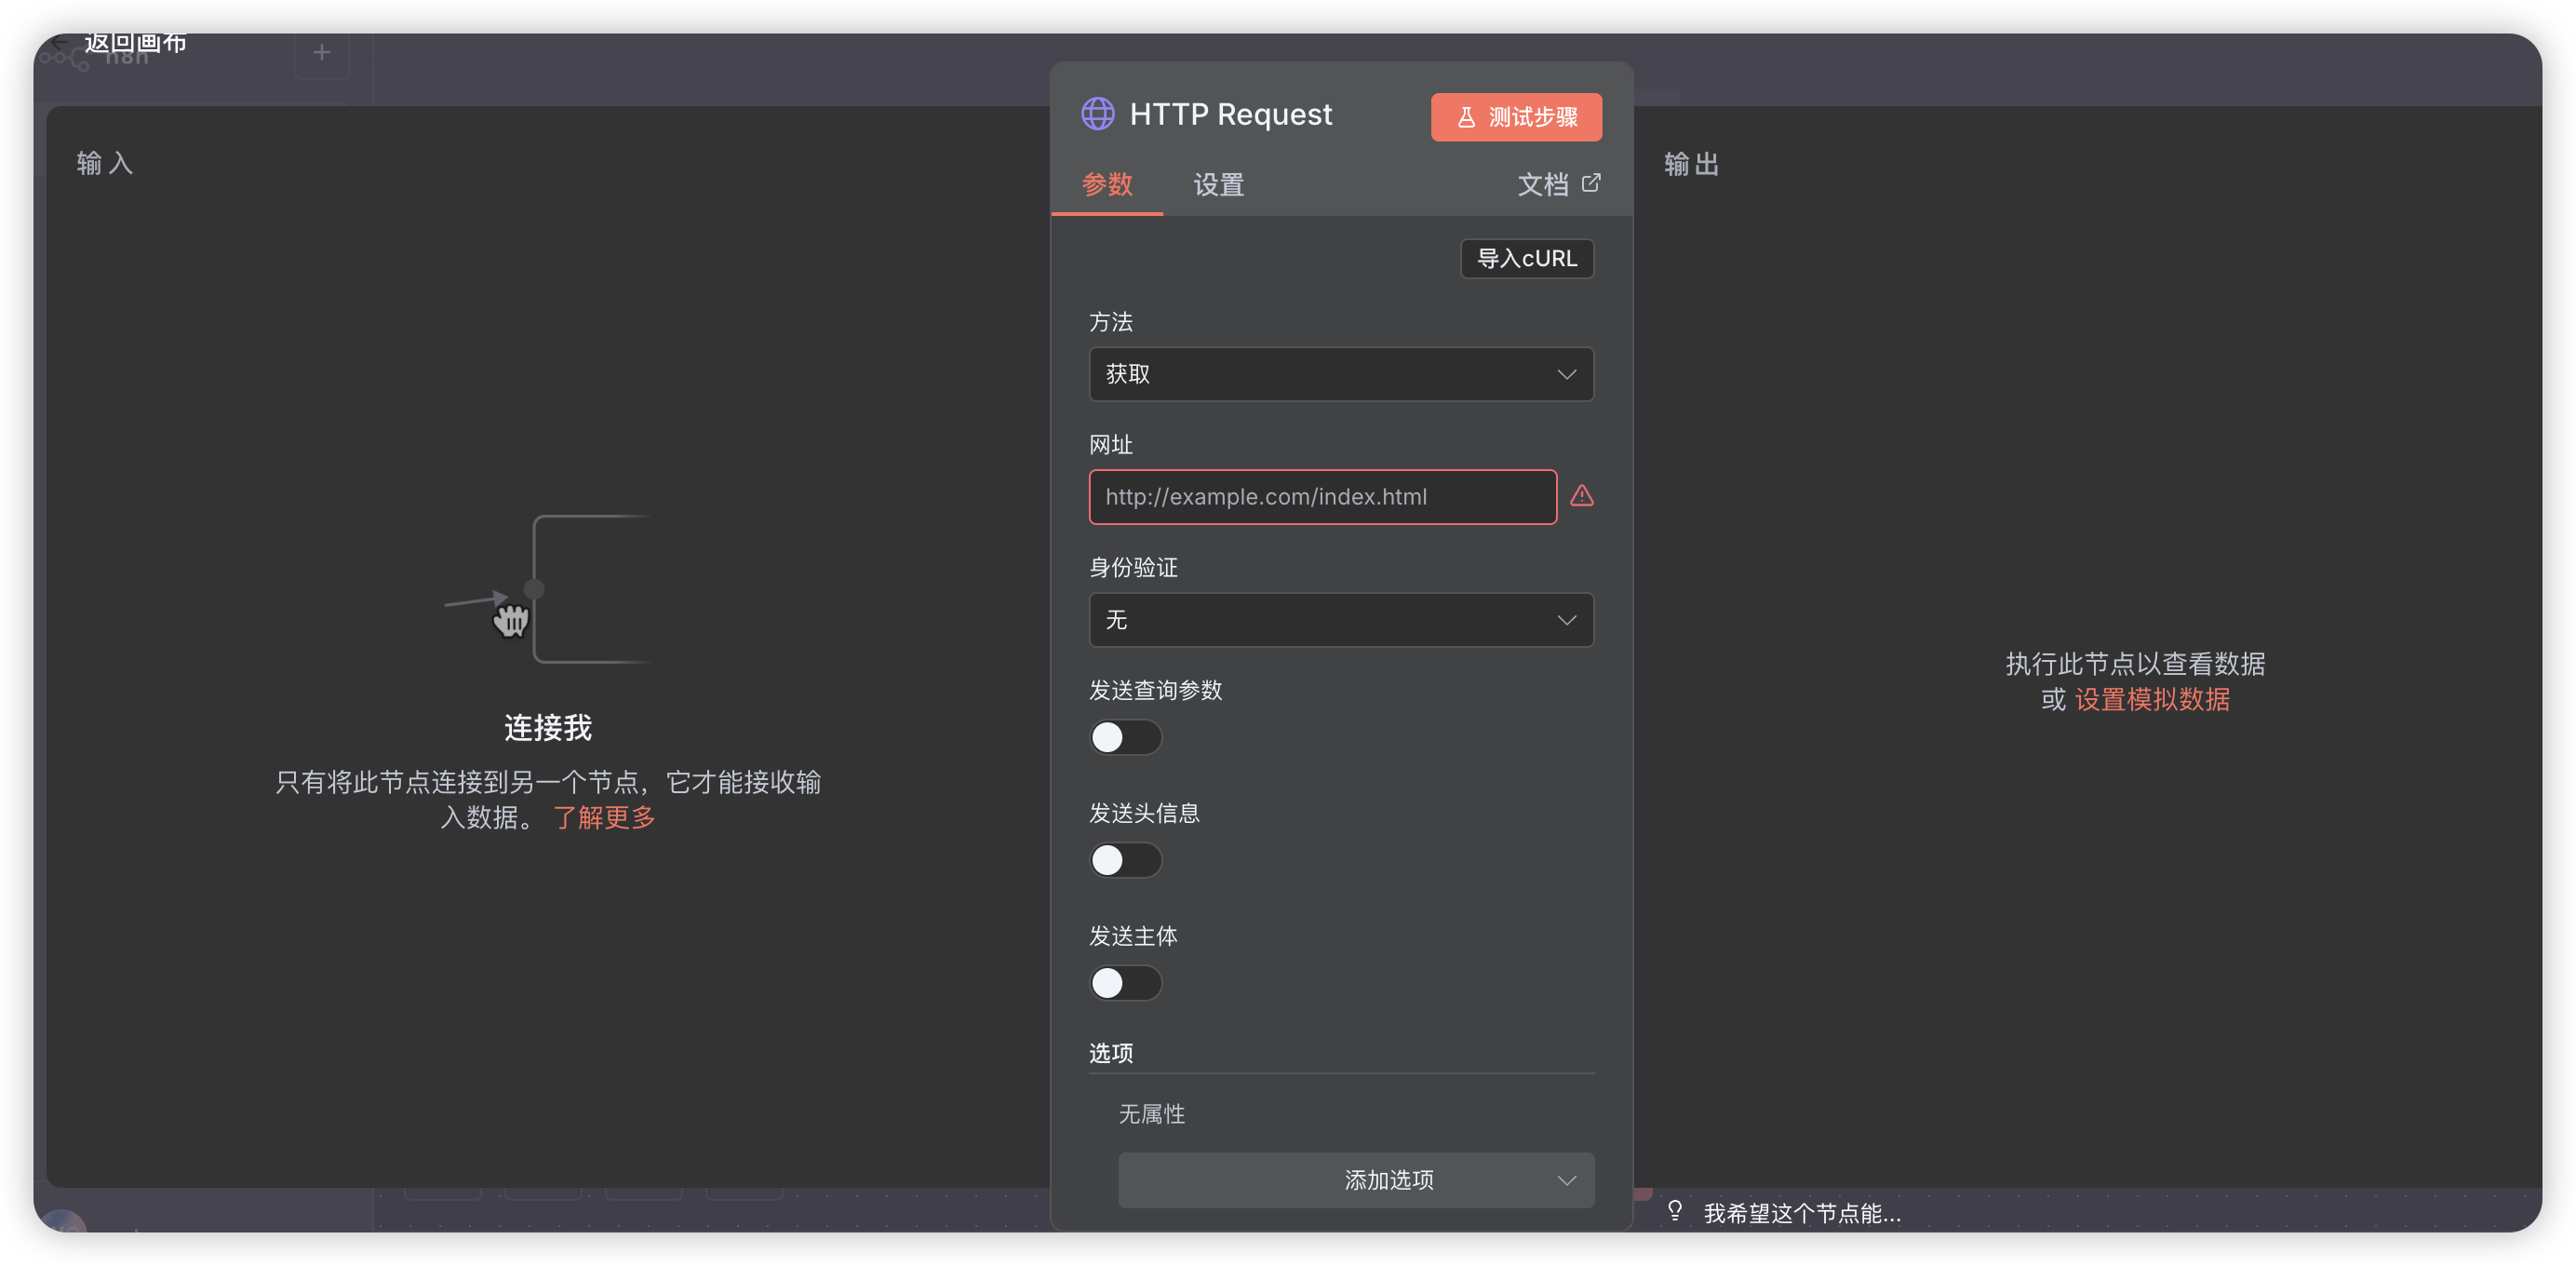 返回画布
n8n
HTTP Request
测试步骤
输入
参数
设置
文档
输出
导入cURL
方法
获取
网址
http://example.com/index.html
身份验证
无
发送查询参数
发送头信息
发送主体
选项
无属性
添加选项
连接我
只有将此节点连接到另一个节点，它才能接收输
入数据。 了解更多
执行此节点以查看数据
或 设置模拟数据
我希望这个节点能...